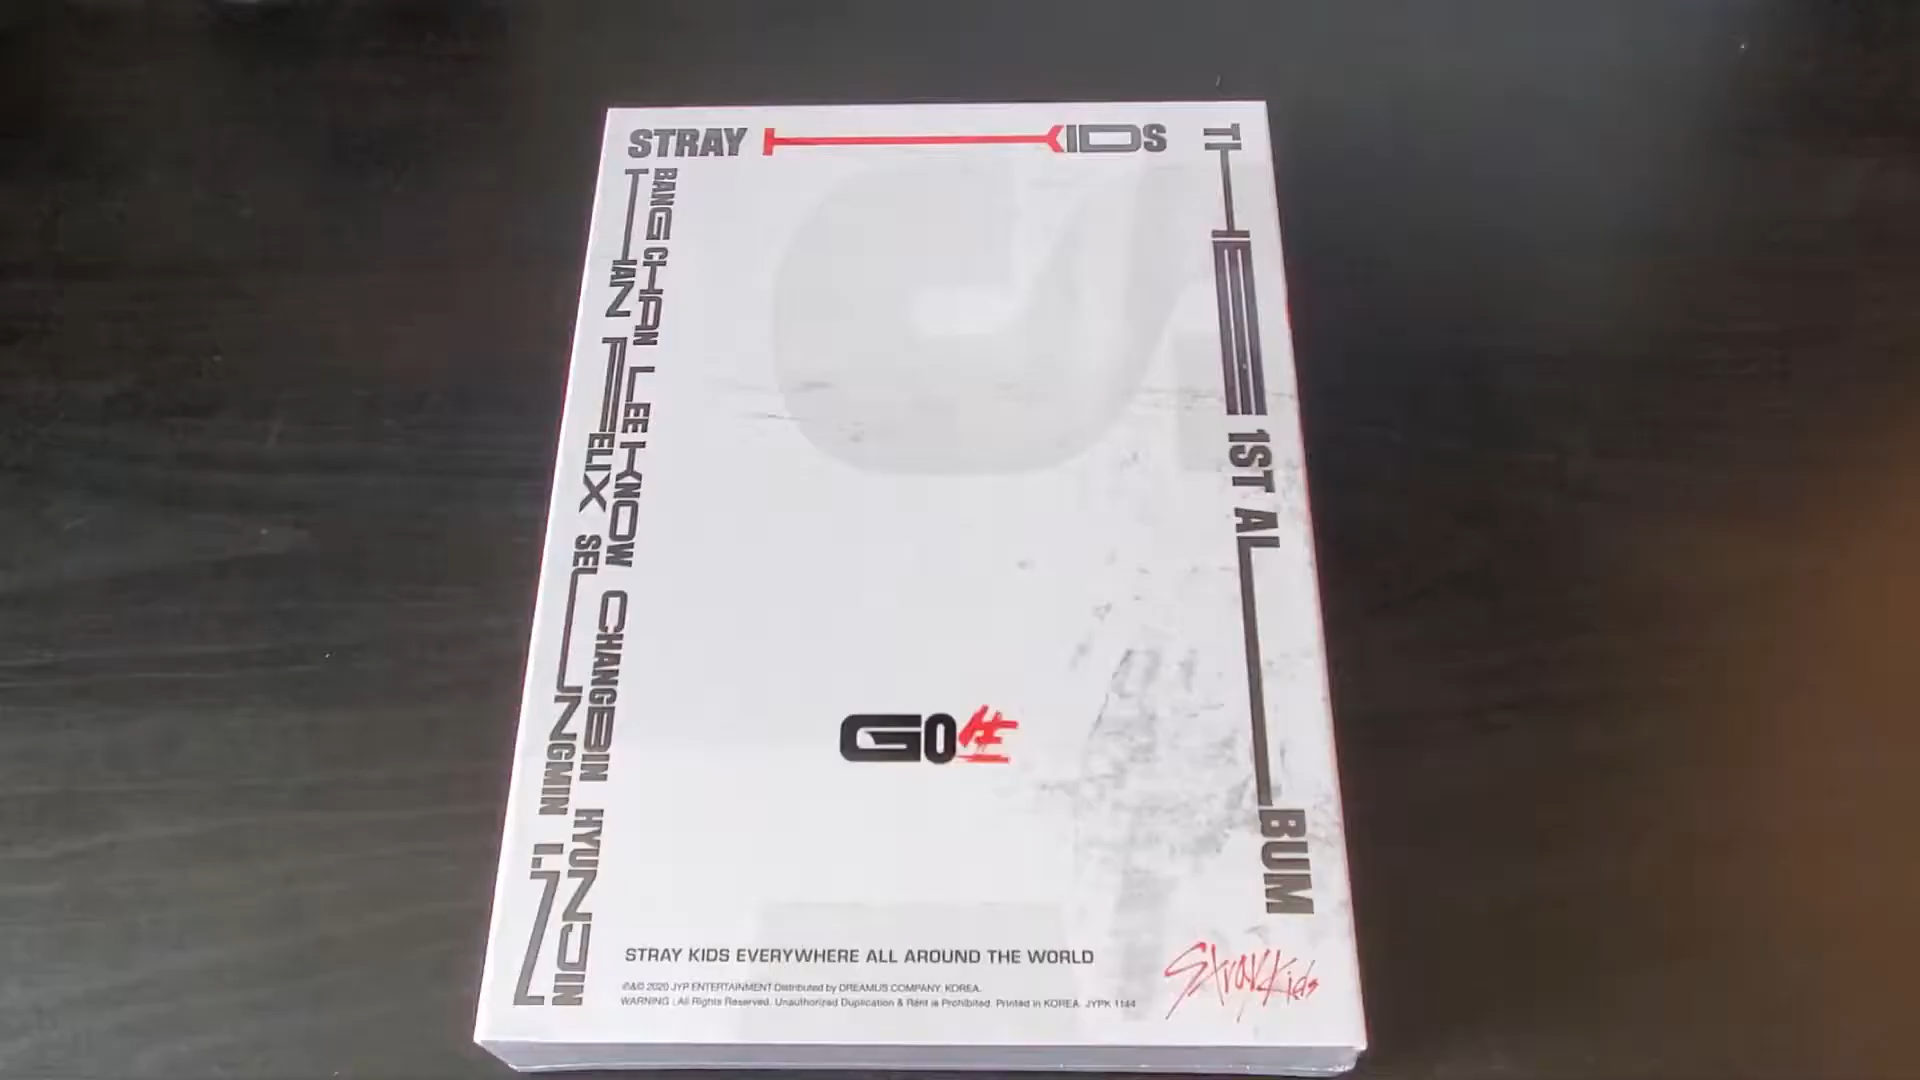 STRAY KIDS
THE 1ST ALBUM
BANG CHAN LEE KNOW CHANGBIN HYUNJIN
HAN FELIX SEUNGMIN I.N
GO生
STRAY KIDS EVERYWHERE ALL AROUND THE WORLD
℗&© 2020 JYP ENTERTAINMENT Distributed by DREAMUS COMPANY, KOREA.
WARNING : All Rights Reserved. Unauthorized Duplication & Rent is Prohibited. Printed in KOREA. JYPK 1144
Stray Kids